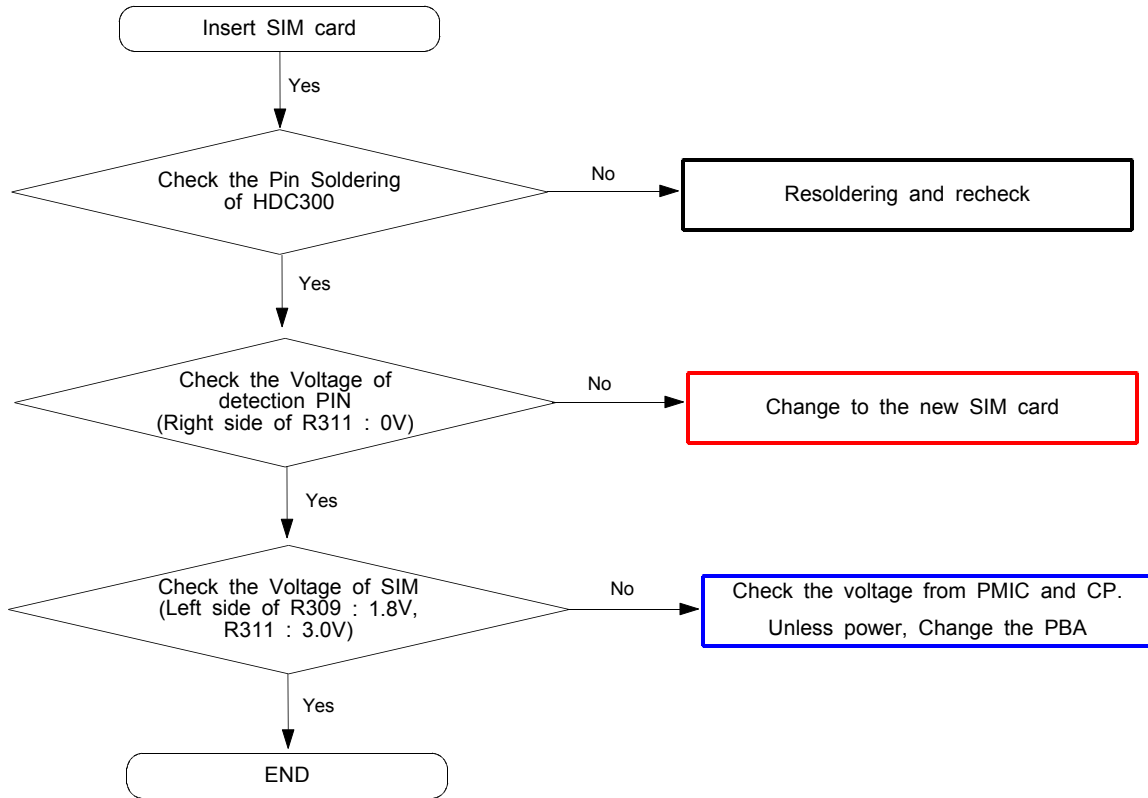 Insert SIM card
Yes
Check the Pin Soldering
of HDC300
No
Resoldering and recheck
Yes
Check the Voltage of
detection PIN
(Right side of R311 : 0V)
No
Change to the new SIM card
Yes
Check the Voltage of SIM
(Left side of R309 : 1.8V,
R311 : 3.0V)
No
Check the voltage from PMIC and CP.
Unless power, Change the PBA
Yes
END